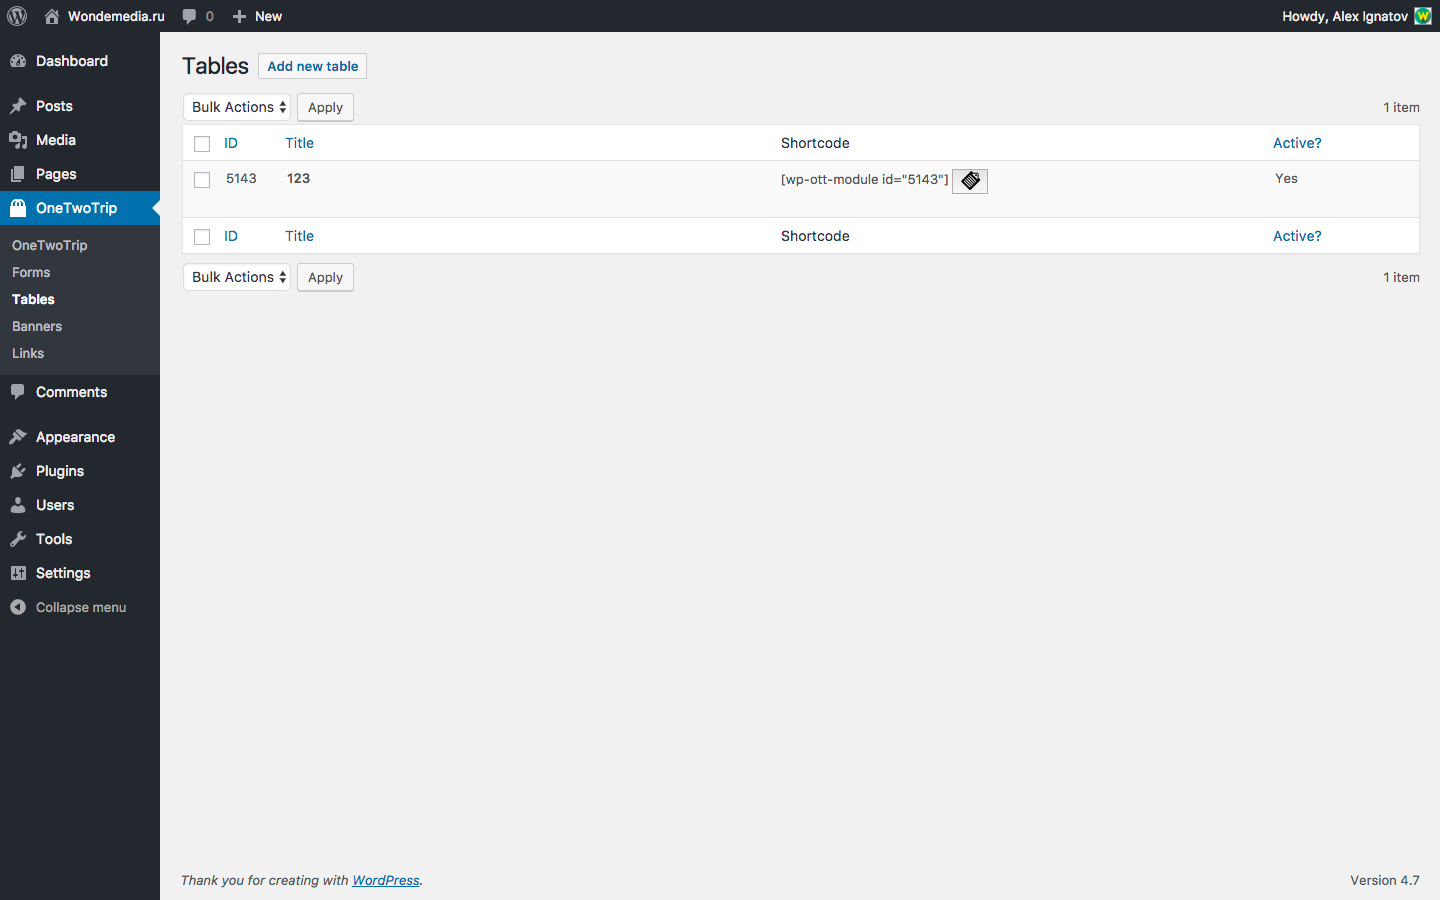 Wondemedia.ru 0 New Howdy, Alex Ignatov
Dashboard
Posts
Media
Pages
OneTwoTrip
OneTwoTrip
Forms
Tables
Banners
Links
Comments
Appearance
Plugins
Users
Tools
Settings
Collapse menu
Tables Add new table
Bulk Actions Apply 1 item
ID Title Shortcode Active?
5143 123 [wp-ott-module id="5143"] Yes
ID Title Shortcode Active?
Bulk Actions Apply 1 item
Thank you for creating with WordPress. Version 4.7